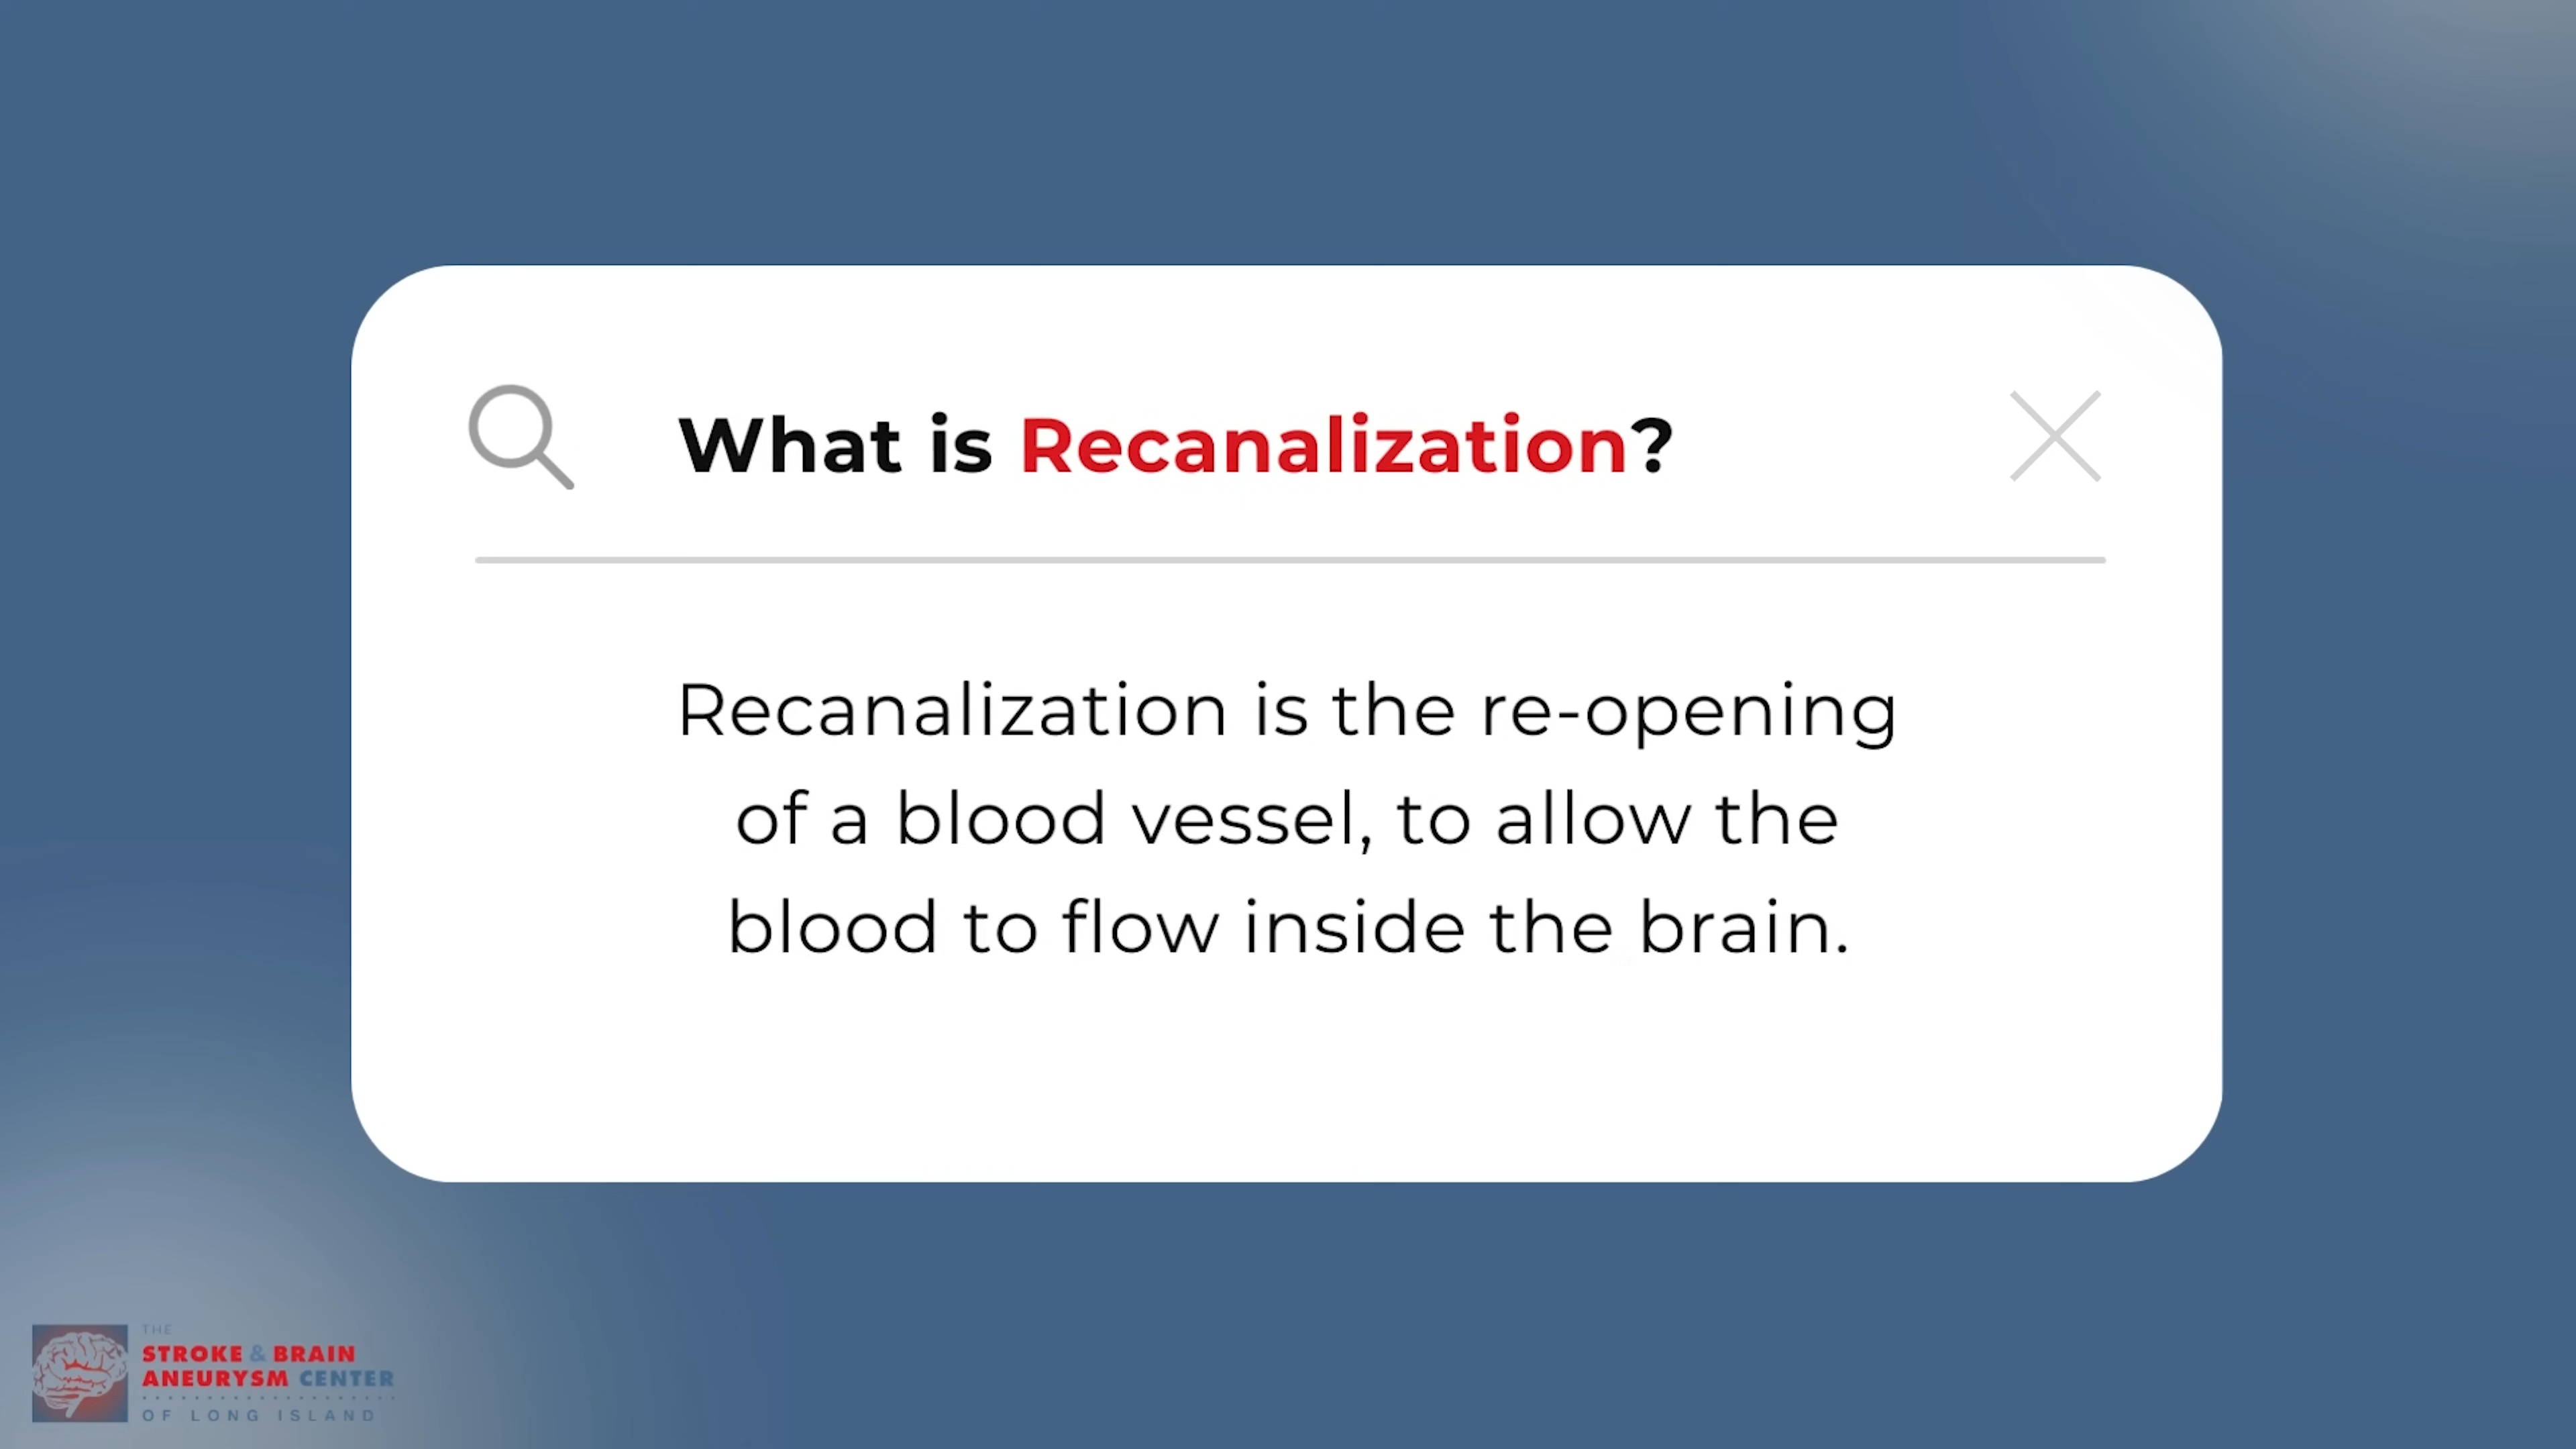 What is Recanalization?
Recanalization is the re-opening
of a blood vessel, to allow the
blood to flow inside the brain.
THE
STROKE & BRAIN
ANEURYSM CENTER
OF LONG ISLAND